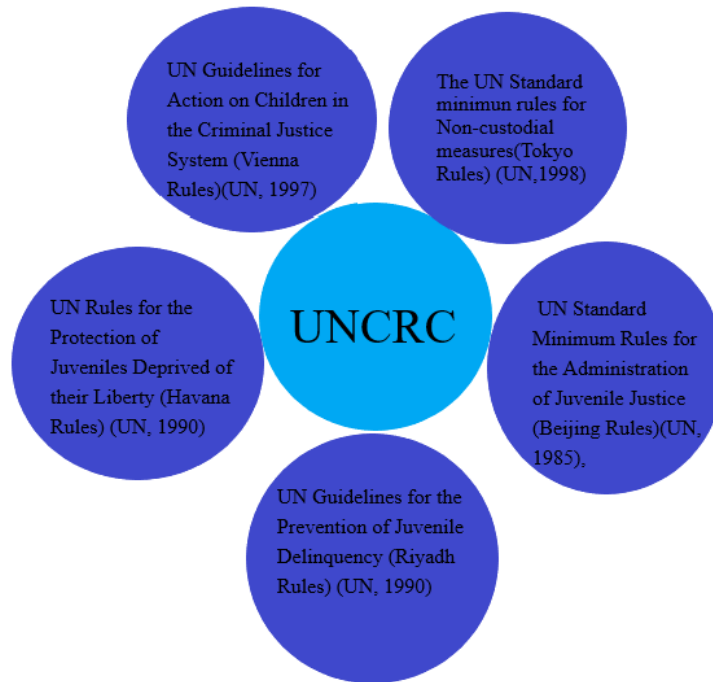 UN Guidelines for
Action on Children in
the Criminal Justice
System (Vienna
Rules)(UN, 1997)
The UN Standard
minimun rules for
Non-custodial
measures(Tokyo
Rules) (UN,1998)
UNCRC
UN Rules for the
Protection of
Juveniles Deprived of
their Liberty (Havana
Rules) (UN, 1990)
UN Standard
Minimum Rules for
the Administration
of Juvenile Justice
(Beijing Rules)(UN,
1985),
UN Guidelines for the
Prevention of Juvenile
Delinquency (Riyadh
Rules) (UN, 1990)